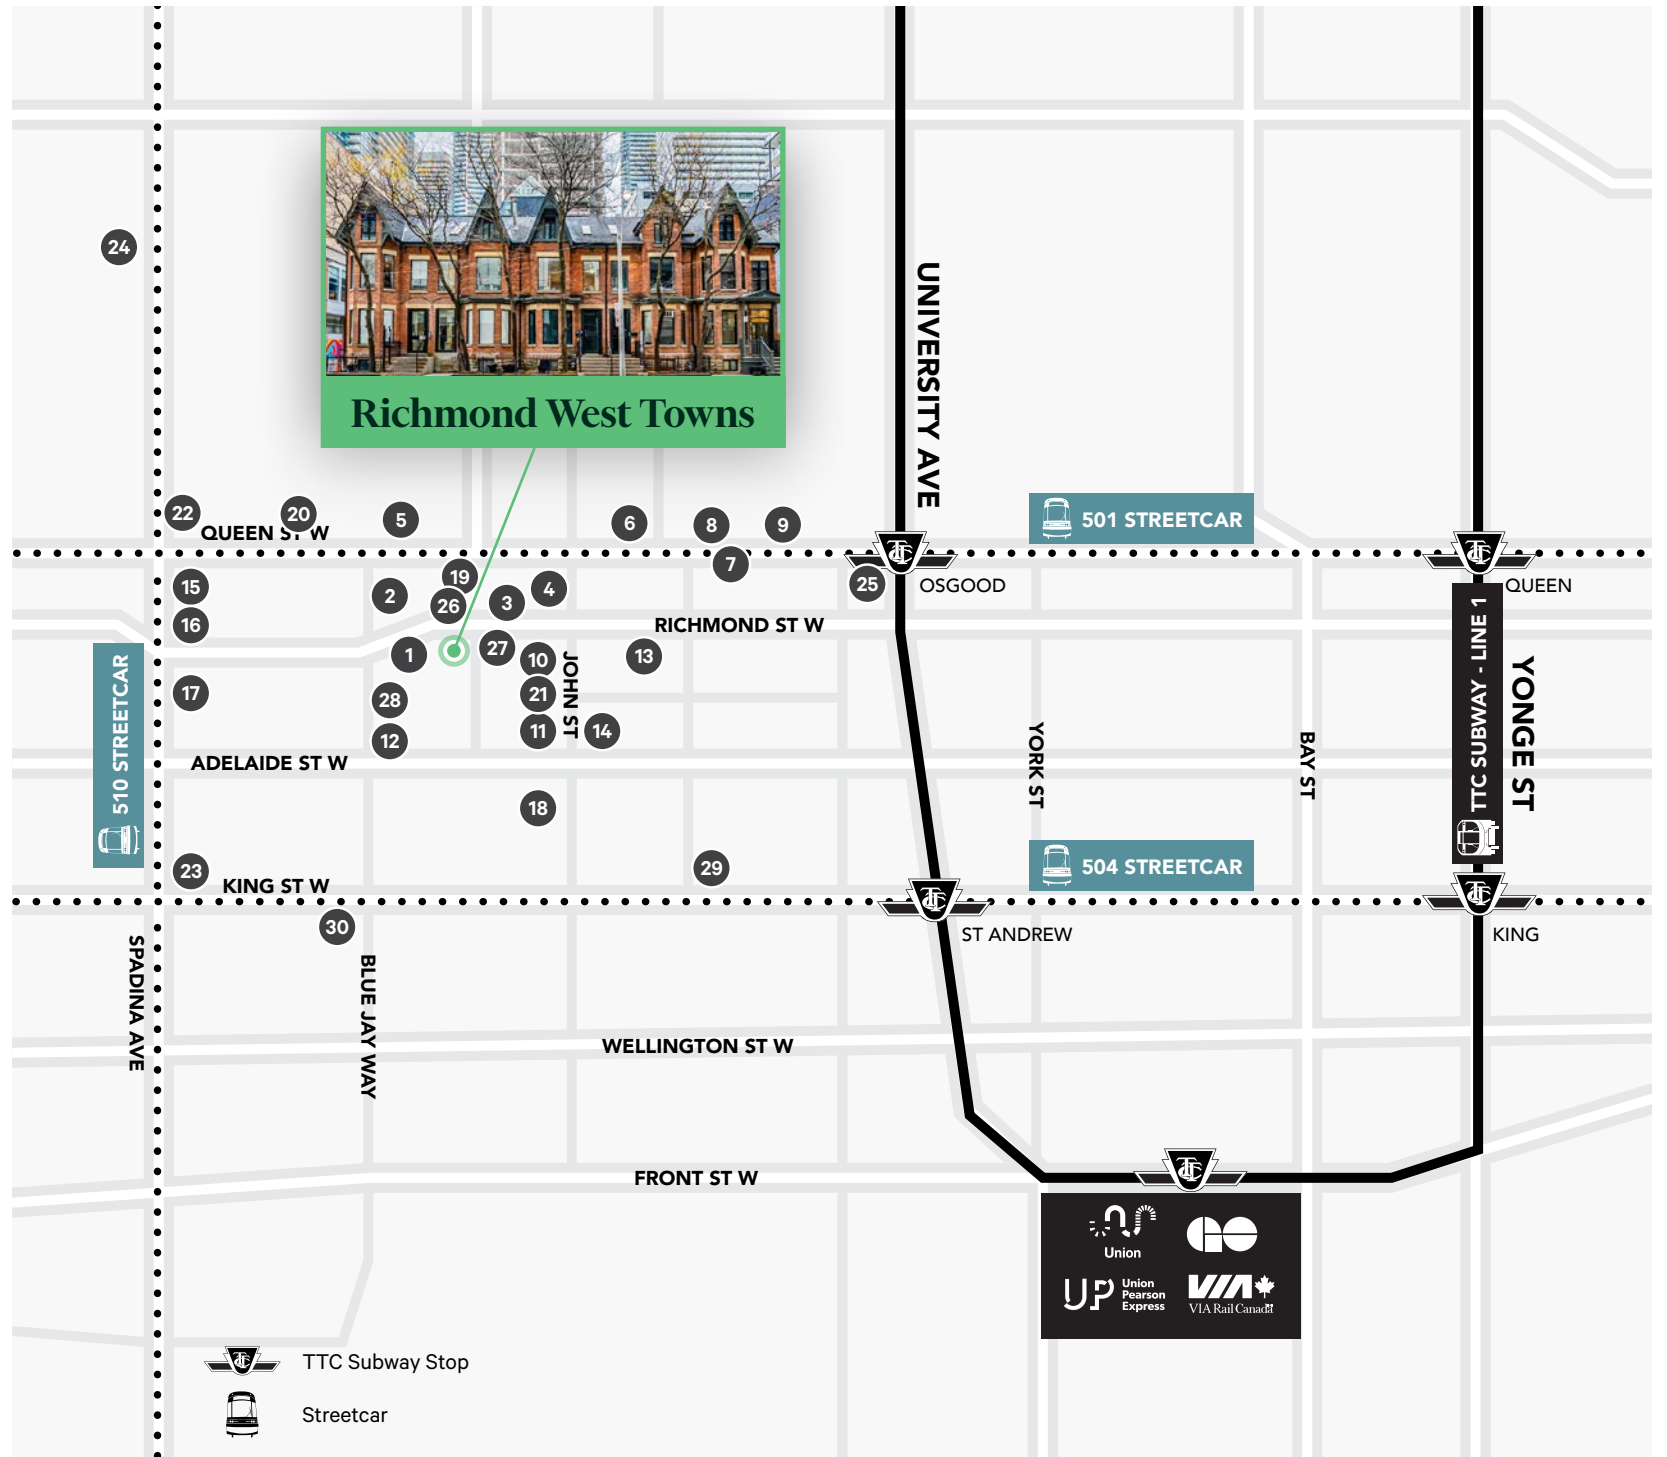 24
Richmond West Towns
UNIVERSITY AVE
22
20
5
6
8
9
501 STREETCAR
QUEEN ST W
7
15
2
19
26
3
4
25
OSGOOD
QUEEN
16
RICHMOND ST W
1
27
10
13
JOHN ST
17
28
21
12
11
14
510 STREETCAR
ADELAIDE ST W
YORK ST
BAY ST
TTC SUBWAY - LINE 1
YONGE ST
18
23
KING ST W
29
504 STREETCAR
30
ST ANDREW
KING
SPADINA AVE
BLUE JAY WAY
WELLINGTON ST W
FRONT ST W
Union
GO
UP
Union
Pearson
Express
VIA
VIA Rail Canada
TTC Subway Stop
Streetcar